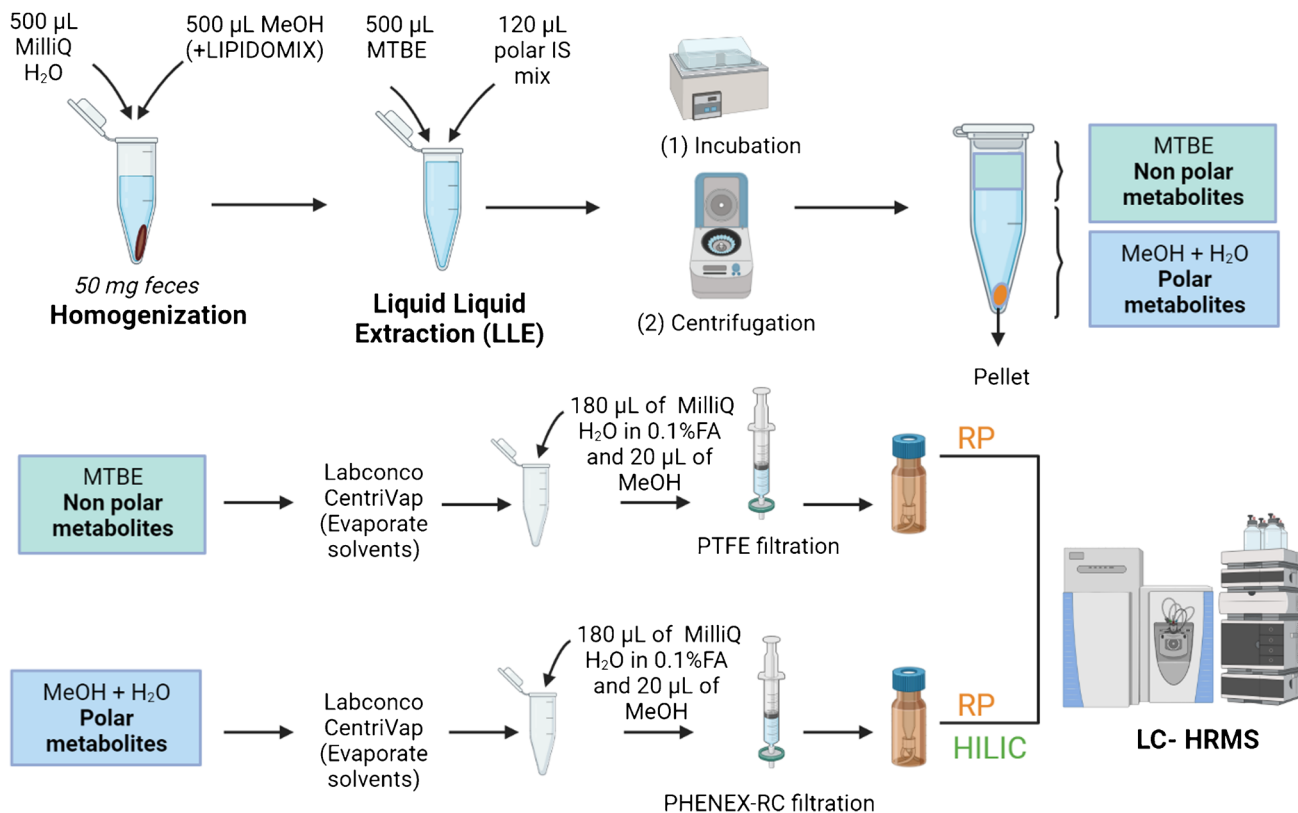 500 µL
MilliQ
H₂O
500 µL MeOH
(+LIPIDOMIX)
50 mg feces
Homogenization
500 µL
MTBE
120 µL
polar IS
mix
Liquid Liquid
Extraction (LLE)
(1) Incubation
(2) Centrifugation
Pellet
MTBE
Non polar
metabolites
MeOH + H₂O
Polar
metabolites
MTBE
Non polar
metabolites
Labconco
CentriVap
(Evaporate
solvents)
180 µL of MilliQ
H₂O in 0.1%FA
and 20 µL of
MeOH
PTFE filtration
RP
MeOH + H₂O
Polar
metabolites
Labconco
CentriVap
(Evaporate
solvents)
180 µL of MilliQ
H₂O in 0.1%FA
and 20 µL of
MeOH
PHENEX-RC filtration
RP
HILIC
LC- HRMS